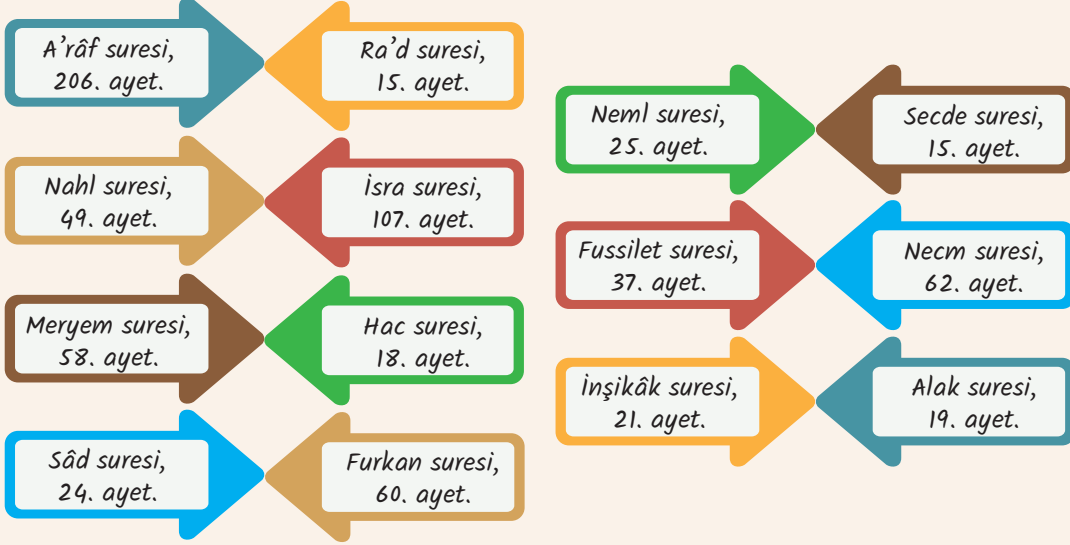 A'râf suresi,
206. ayet.
Ra'd suresi,
15. ayet.
Nahl suresi,
49. ayet.
İsra suresi,
107. ayet.
Meryem suresi,
58. ayet.
Hac suresi,
18. ayet.
Sâd suresi,
24. ayet.
Furkan suresi,
60. ayet.
Neml suresi,
25. ayet.
Secde suresi,
15. ayet.
Fussilet suresi,
37. ayet.
Necm suresi,
62. ayet.
İnşikâk suresi,
21. ayet.
Alak suresi,
19. ayet.